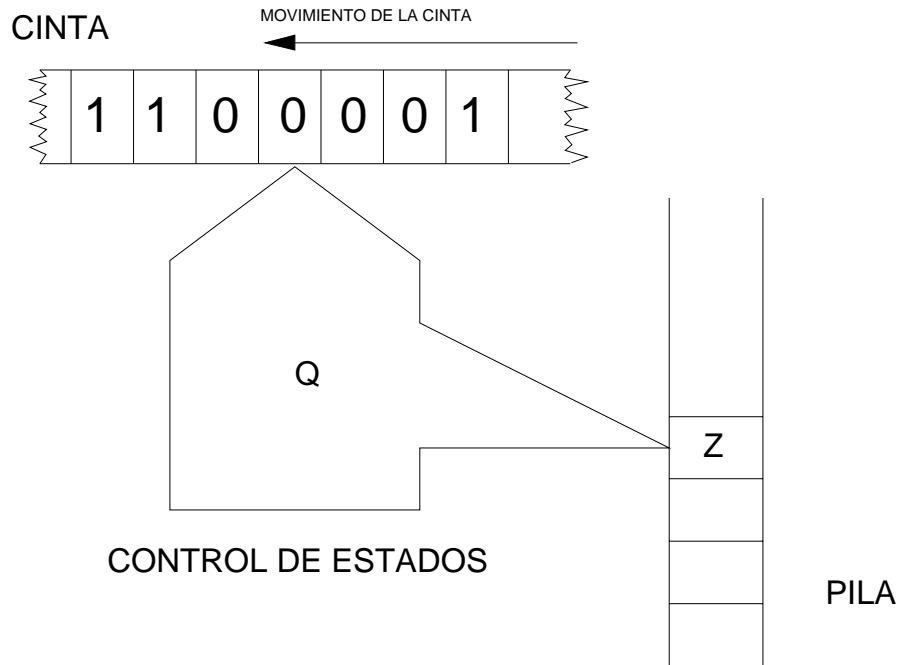 MOVIMIENTO DE LA CINTA
CINTA
1 1 0 0 0 0 1
Q
Z
CONTROL DE ESTADOS
PILA